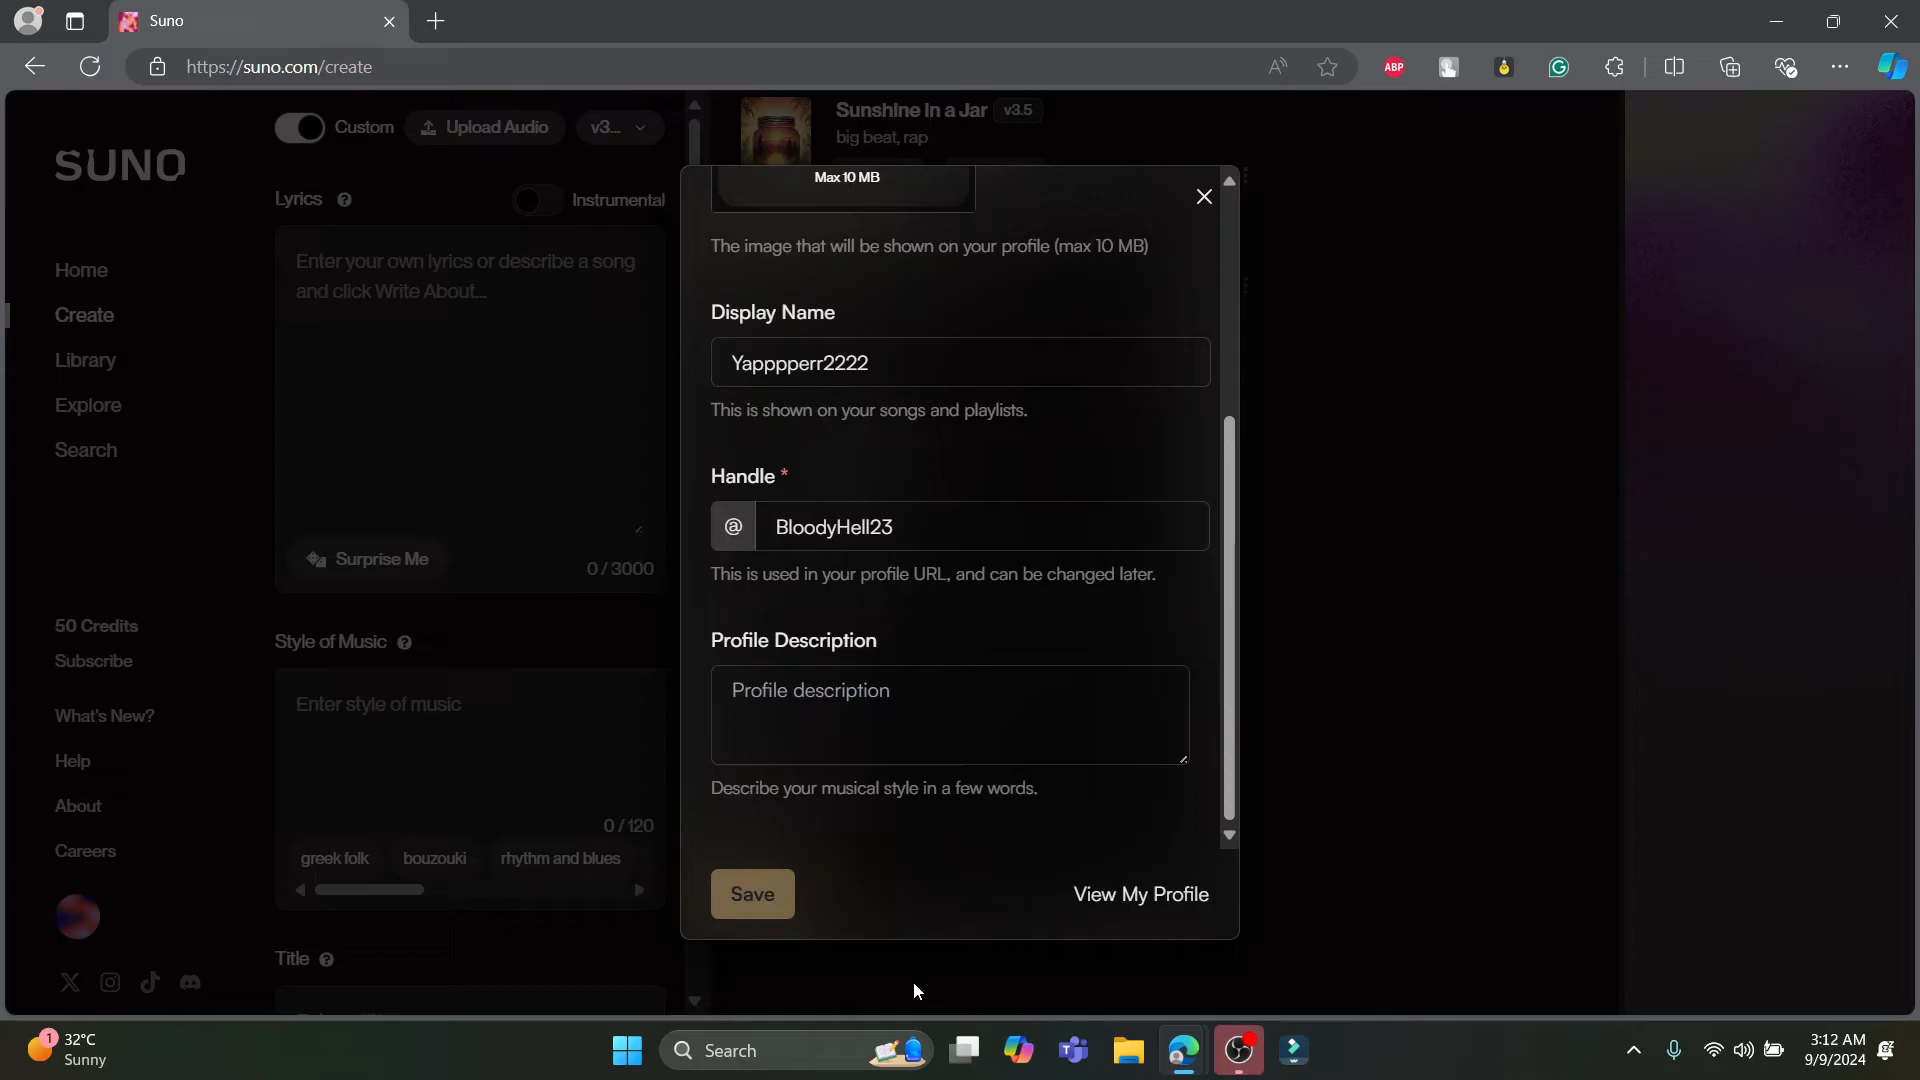 Suno
https://suno.com/create
ABP
SUNO
Home
Create
Library
Explore
Search
50 Credits
Subscribe
What's New?
Help
About
Careers
Custom
Upload Audio
v3...
Lyrics
Instrumental
Enter your own lyrics or describe a song
and click Write About...
Surprise Me
0 / 3000
Style of Music
Enter style of music
0 / 120
greek folk
bouzouki
rhythm and blues
Title
Sunshine in a Jar
v3.5
big beat, rap
Max 10 MB
The image that will be shown on your profile (max 10 MB)
Display Name
Yapppperr2222
This is shown on your songs and playlists.
Handle *
@
BloodyHell23
This is used in your profile URL, and can be changed later.
Profile Description
Profile description
Describe your musical style in a few words.
Save
View My Profile
1
32°C
Sunny
Search
3:12 AM
9/9/2024